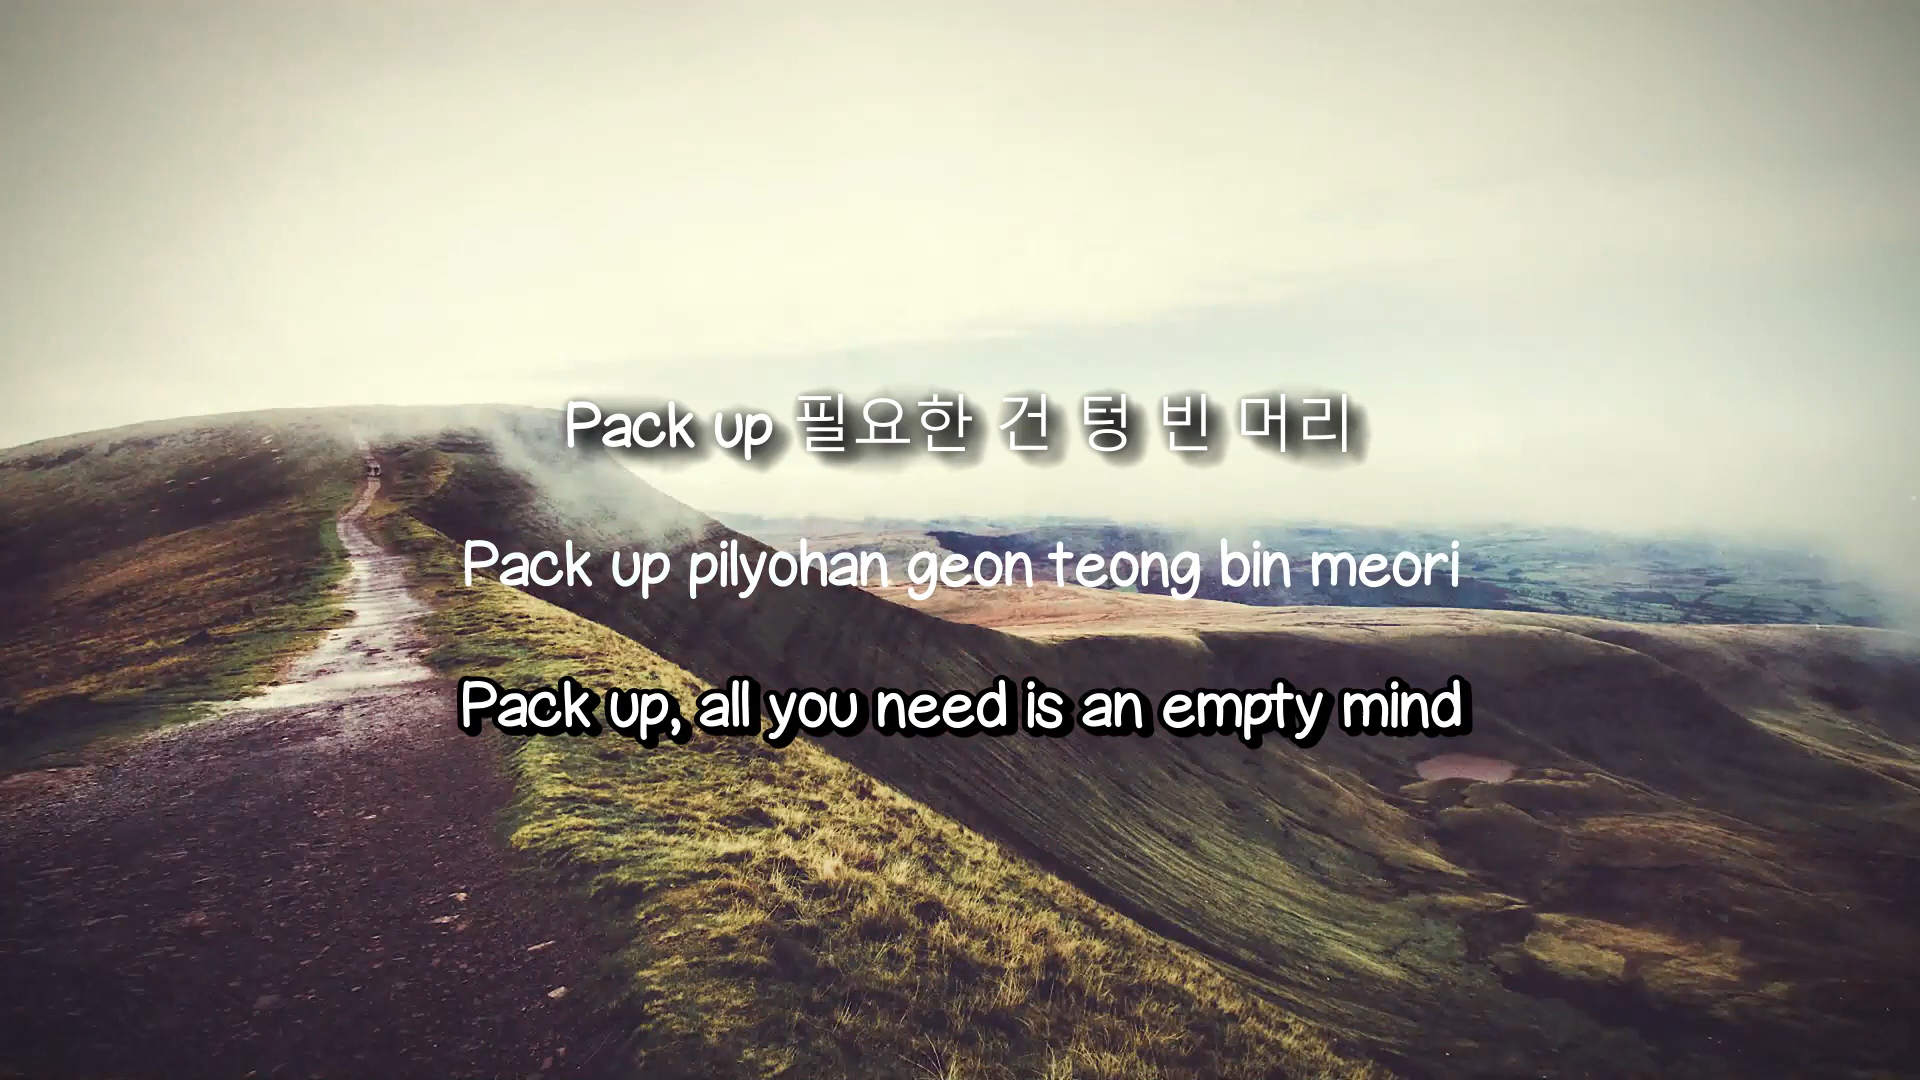 Pack up 필요한 건 텅 빈 머리
Pack up pilyohan geon teong bin meori
Pack up, all you need is an empty mind